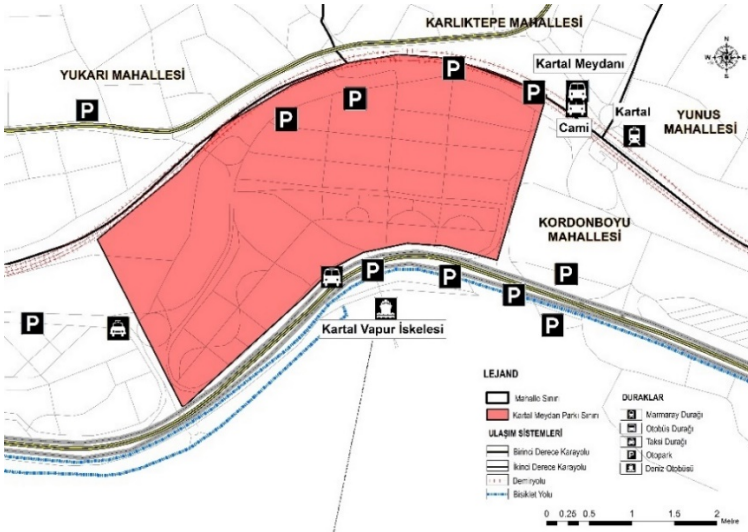 KARLIKTEPE MAHALLESİ
Kartal Meydanı
N
W E
S
YUKARI MAHALLESİ
P
P
P
P
P
Cami
Kartal
YUNUS
MAHALLESİ
KORDONBOYU
MAHALLESİ
P
P
P
P
P
P
Kartal Vapur İskelesi
LEJAND
Mahalle Sınırı
Kartal Meydan Parkı Sınırı
ULAŞIM SİSTEMLERİ
Birinci Derece Karayolu
İkinci Derece Karayolu
Demiryolu
Bisiklet Yolu
DURAKLAR
Marmaray Durağı
Otobüs Durağı
Taksi Durağı
P Otopark
Deniz Otobüsü
0 0.25 0.5 1 1.5 2
Metre